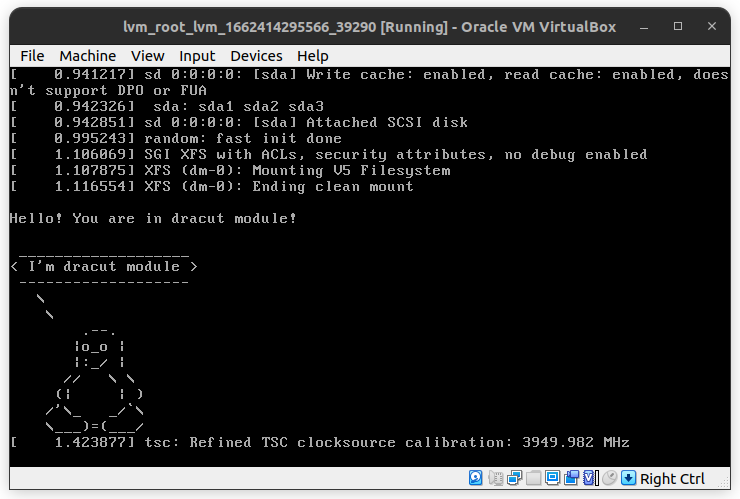 lvm_root_lvm_1662414295566_39290 [Running] - Oracle VM VirtualBox
File Machine View Input Devices Help
[    0.941217] sd 0:0:0:0: [sda] Write cache: enabled, read cache: enabled, does
n't support DPO or FUA
[    0.942326]  sda: sda1 sda2 sda3
[    0.942851] sd 0:0:0:0: [sda] Attached SCSI disk
[    0.995243] random: fast init done
[    1.106069] SGI XFS with ACLs, security attributes, no debug enabled
[    1.107875] XFS (dm-0): Mounting V5 Filesystem
[    1.116554] XFS (dm-0): Ending clean mount
Hello! You are in dracut module!
 ___________________
< I'm dracut module >
 -------------------
   \
    \
        .--.
       |o_o |
       |:_/ |
      //   \ \
     (|     | )
    /'\_   _/`\
    \___)=(___/
[    1.423877] tsc: Refined TSC clocksource calibration: 3949.982 MHz
Right Ctrl